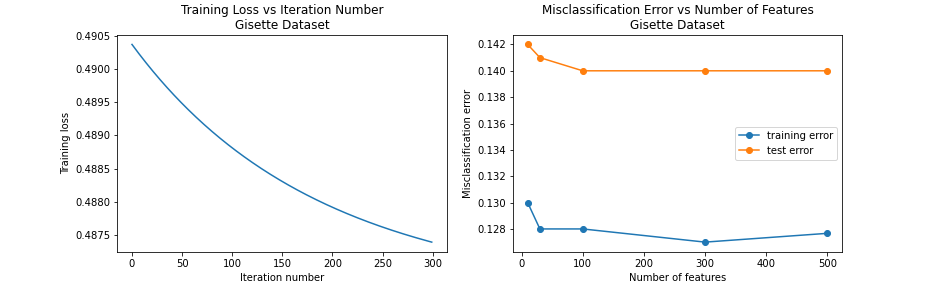 Training Loss vs Iteration Number
Gisette Dataset
0.4905
0.4900
0.4895
0.4890
0.4885
0.4880
0.4875
Training loss
0 50 100 150 200 250 300
Iteration number
Misclassification Error vs Number of Features
Gisette Dataset
0.142
0.140
0.138
0.136
0.134
0.132
0.130
0.128
Misclassification error
training error
test error
0 100 200 300 400 500
Number of features